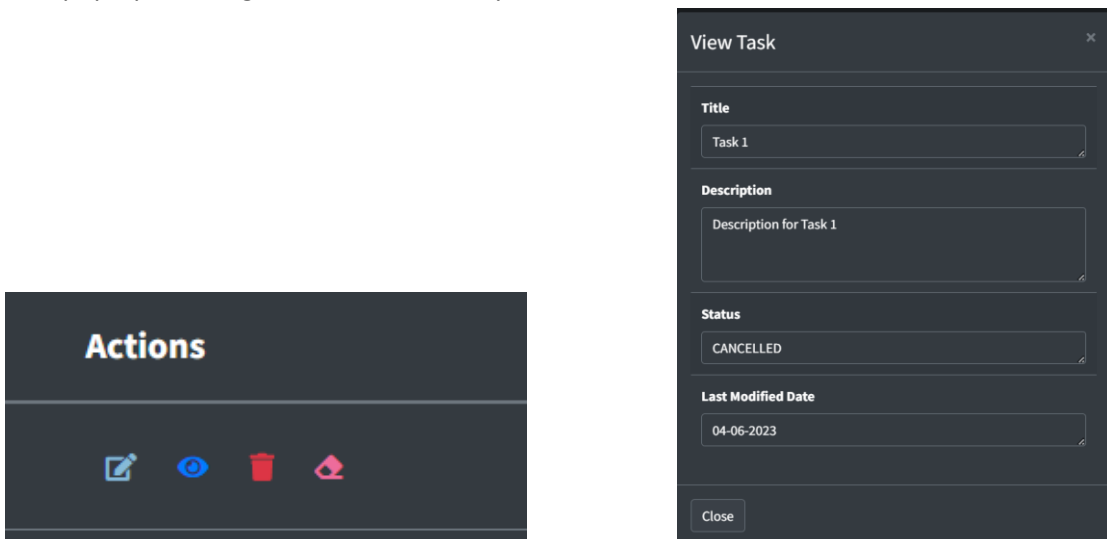 View Task
×
Title
Task 1
Description
Description for Task 1
Status
CANCELLED
Last Modified Date
04-06-2023
Close
Actions